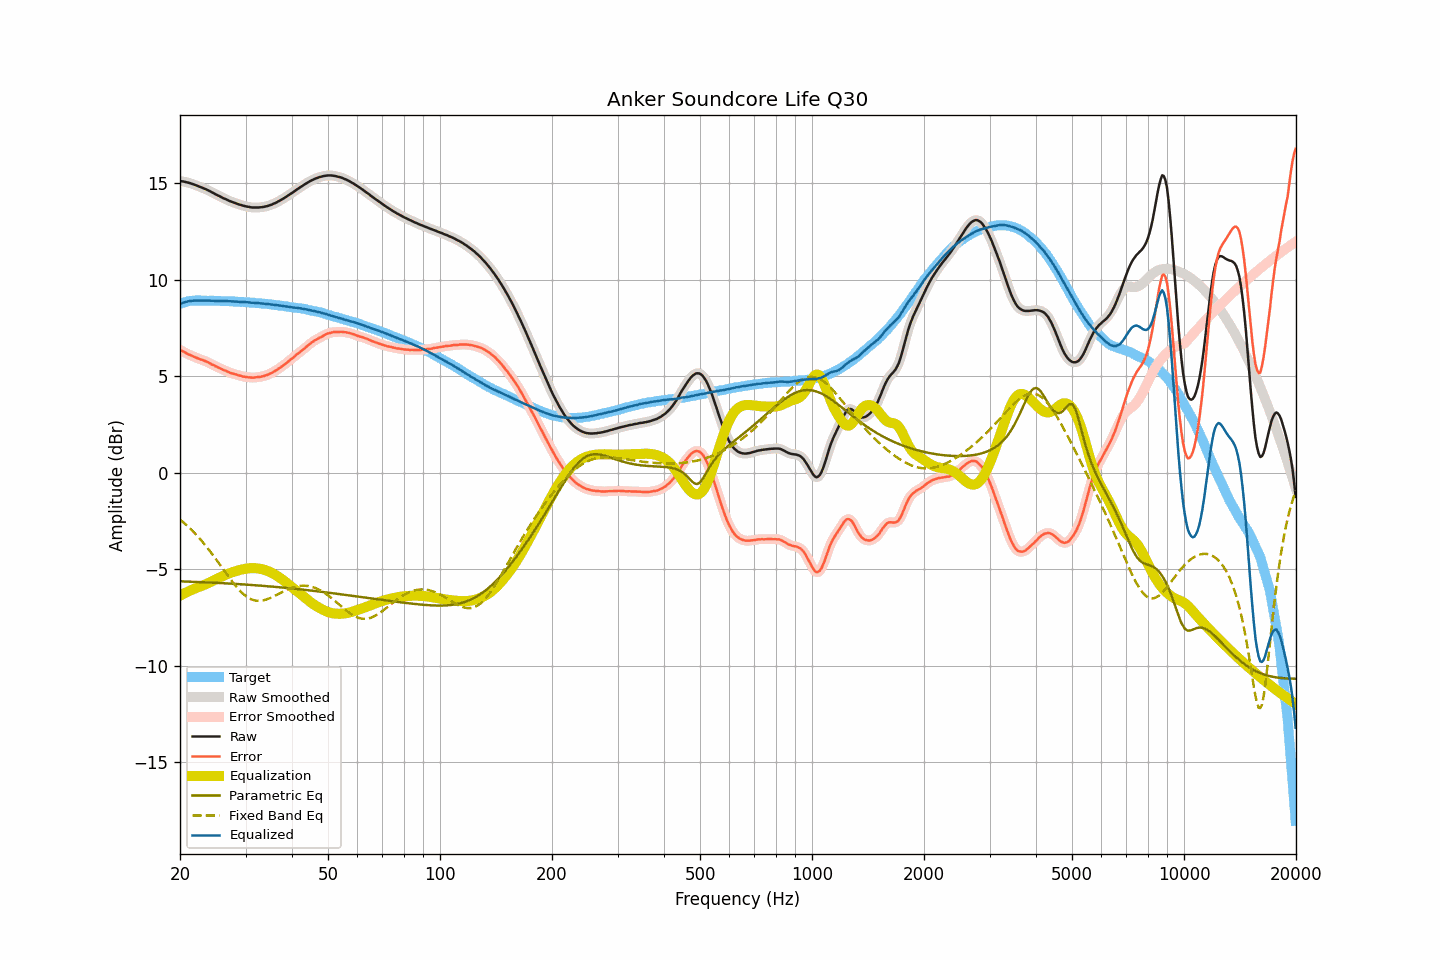 Anker Soundcore Life Q30
Amplitude (dBr)
15
10
5
0
−5
−10
−15
Target
Raw Smoothed
Error Smoothed
Raw
Error
Equalization
Parametric Eq
Fixed Band Eq
Equalized
20 50 100 200 500 1000 2000 5000 10000 20000
Frequency (Hz)